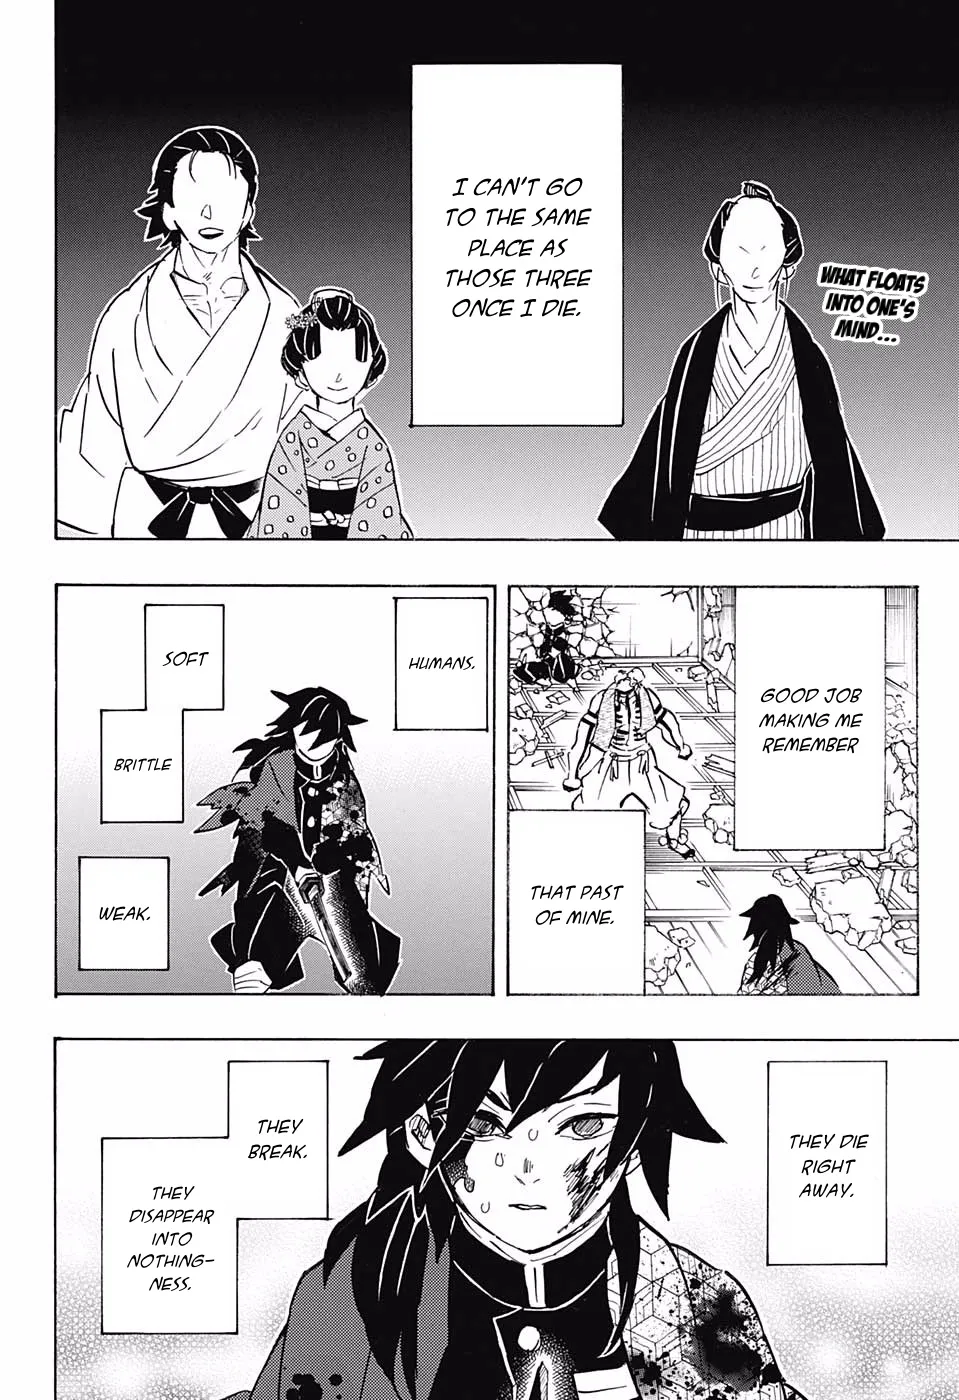 WHAT FLOATS
INTO ONE'S
MIND...
I CAN'T GO
TO THE SAME
PLACE AS
THOSE THREE
ONCE I DIE.
GOOD JOB
MAKING ME
REMEMBER
THAT PAST
OF MINE.
HUMANS.
SOFT
BRITTLE
WEAK.
THEY DIE
RIGHT
AWAY.
THEY
BREAK.
THEY
DISAPPEAR
INTO
NOTHING-
NESS.